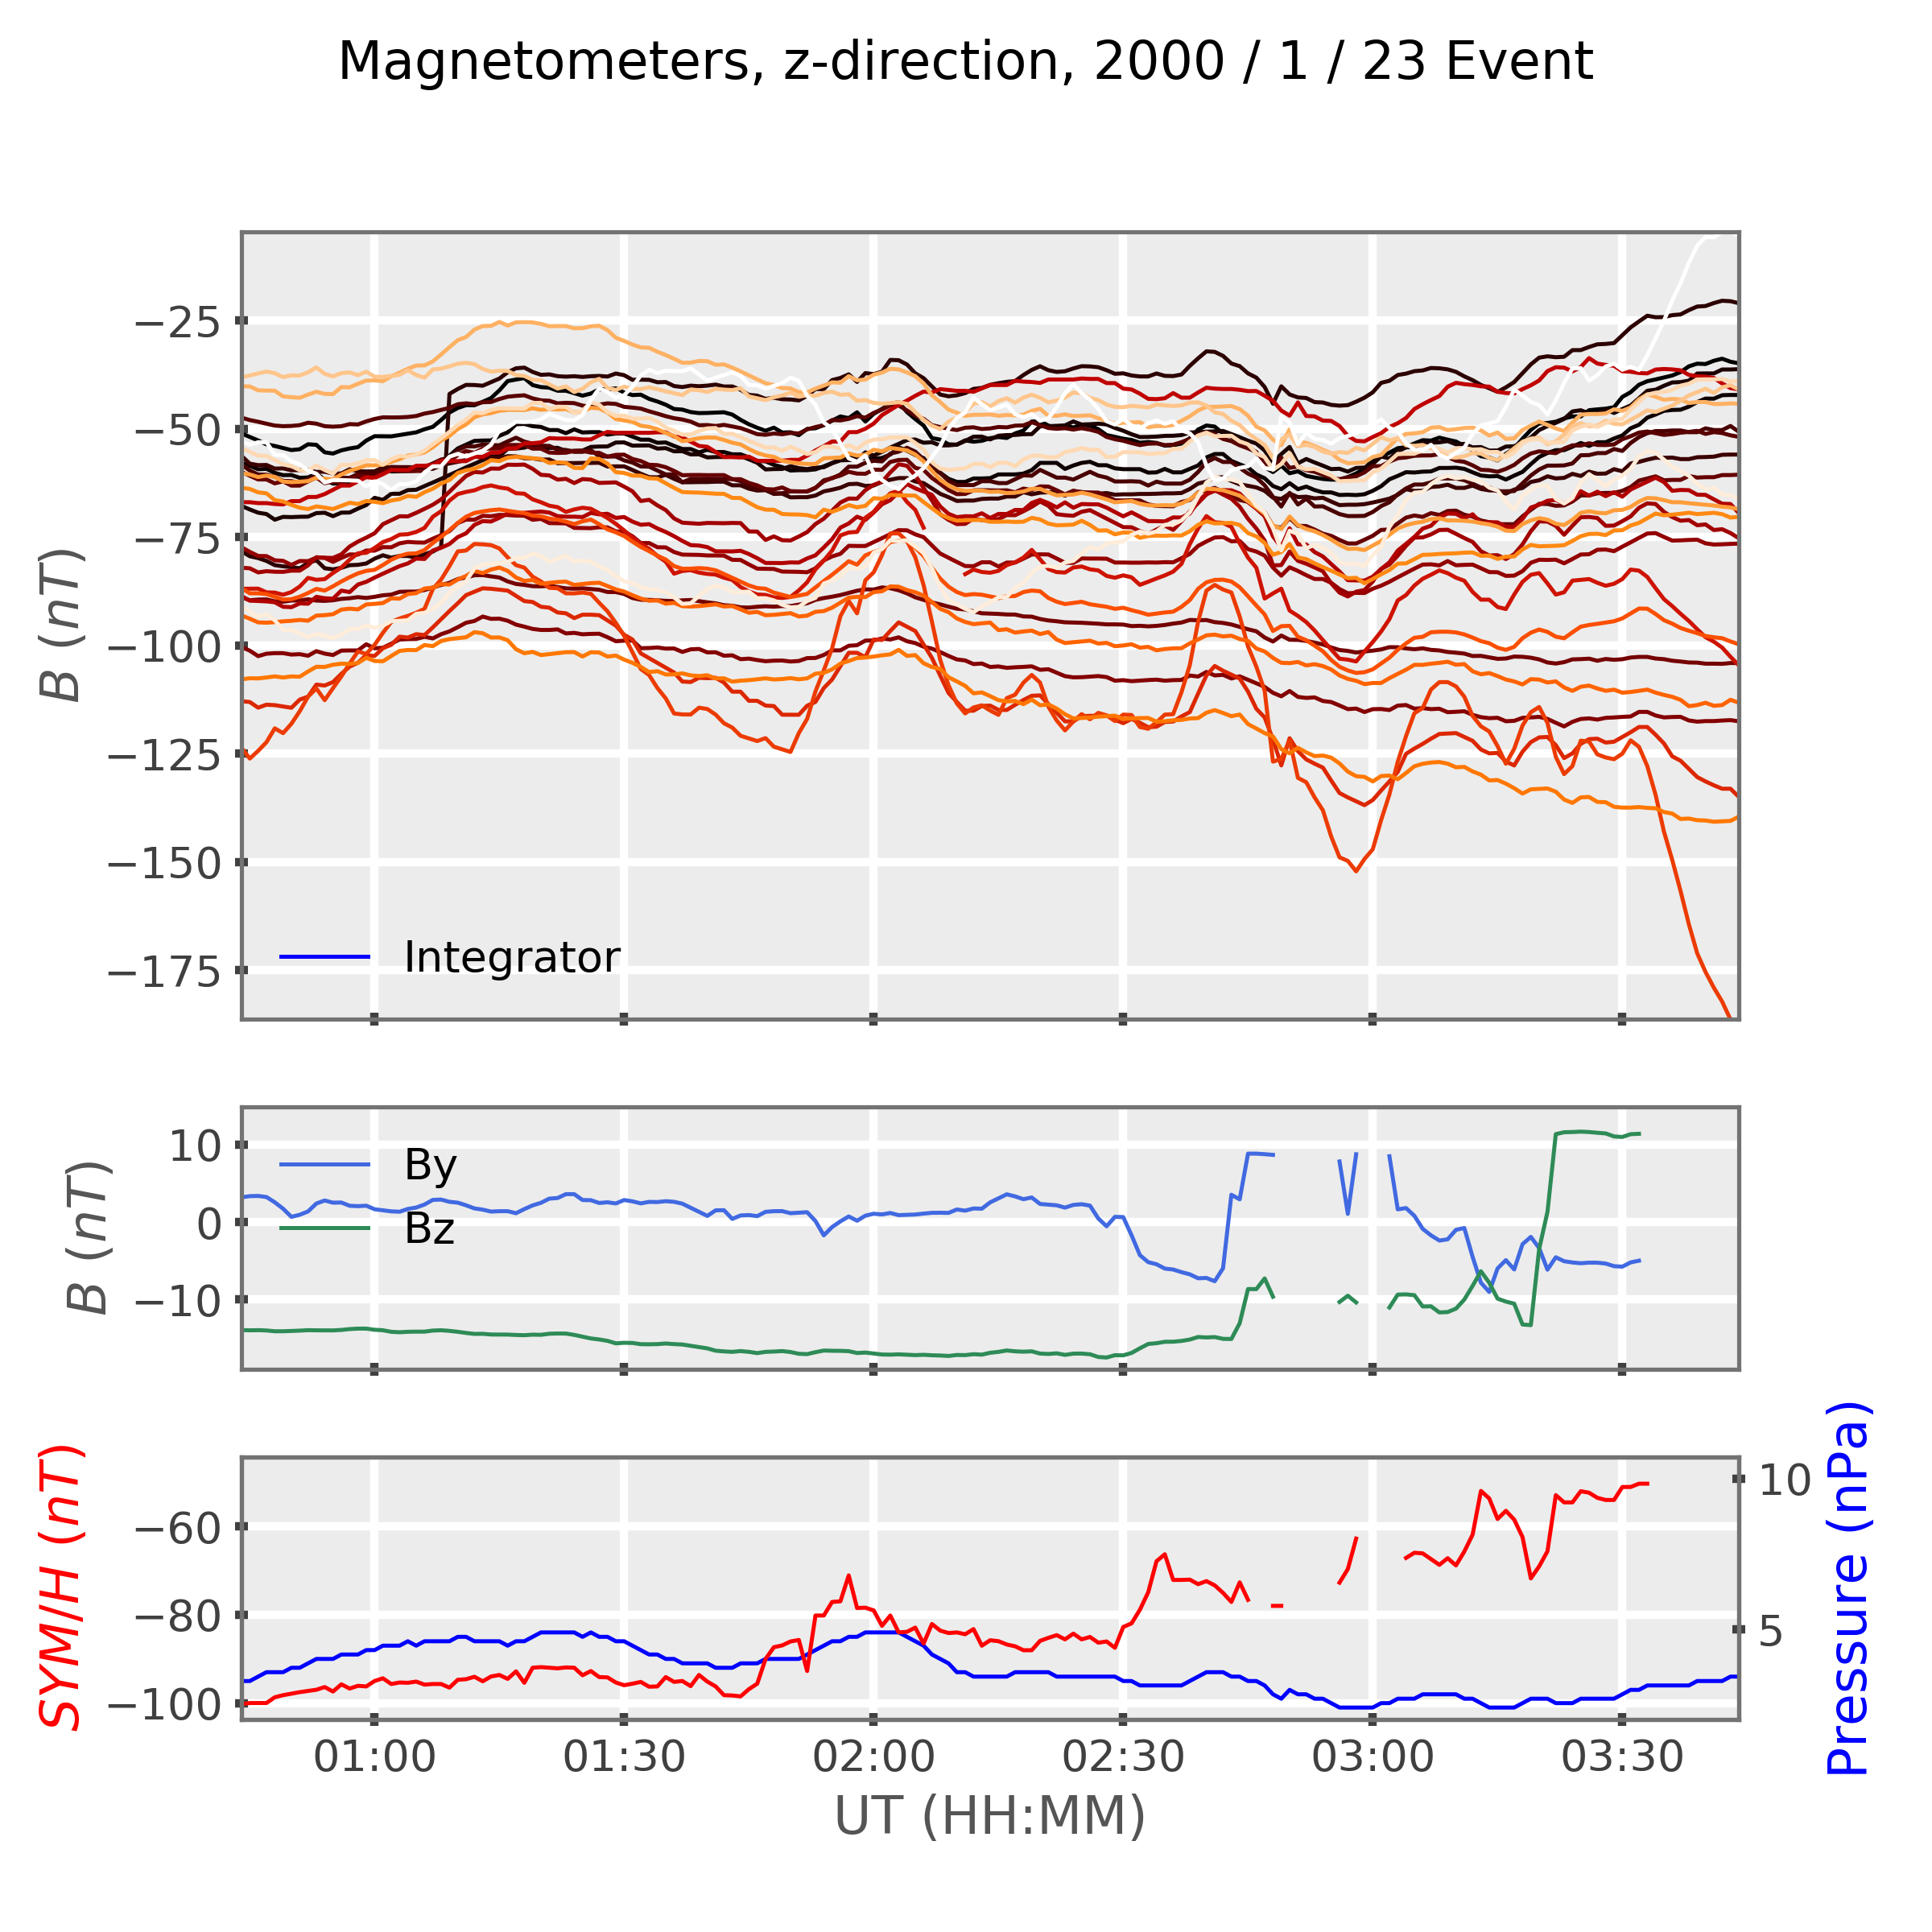 Magnetometers, z-direction, 2000 / 1 / 23 Event
B (nT)
−25
−50
−75
−100
−125
−150
−175
Integrator
B (nT)
10
0
−10
By
Bz
SYM/H (nT)
−60
−80
−100
10
5
Pressure (nPa)
01:00 01:30 02:00 02:30 03:00 03:30
UT (HH:MM)